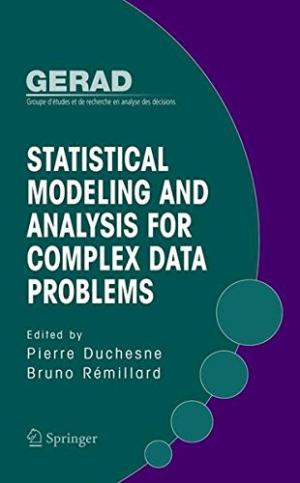 GERAD
Groupe d'études et de recherche en analyse des décisions
STATISTICAL
MODELING AND
ANALYSIS FOR
COMPLEX DATA
PROBLEMS
Edited by
Pierre Duchesne
Bruno Rémillard
Springer